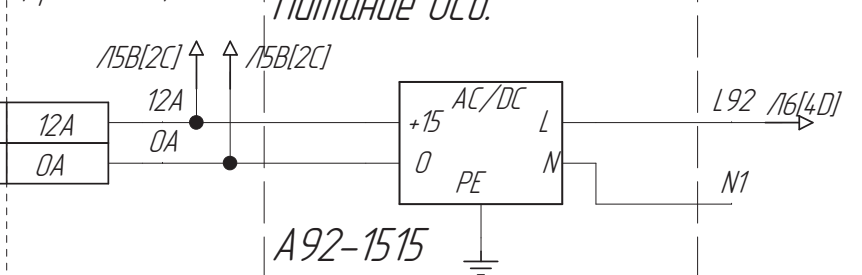 Питание ОСО.
Л5В[2С]
Л5В[2С]
12А
0А
12А
0А
AC/DC
+15
L
0
N
PE
L92
Л6[4D]
N1
А92-1515